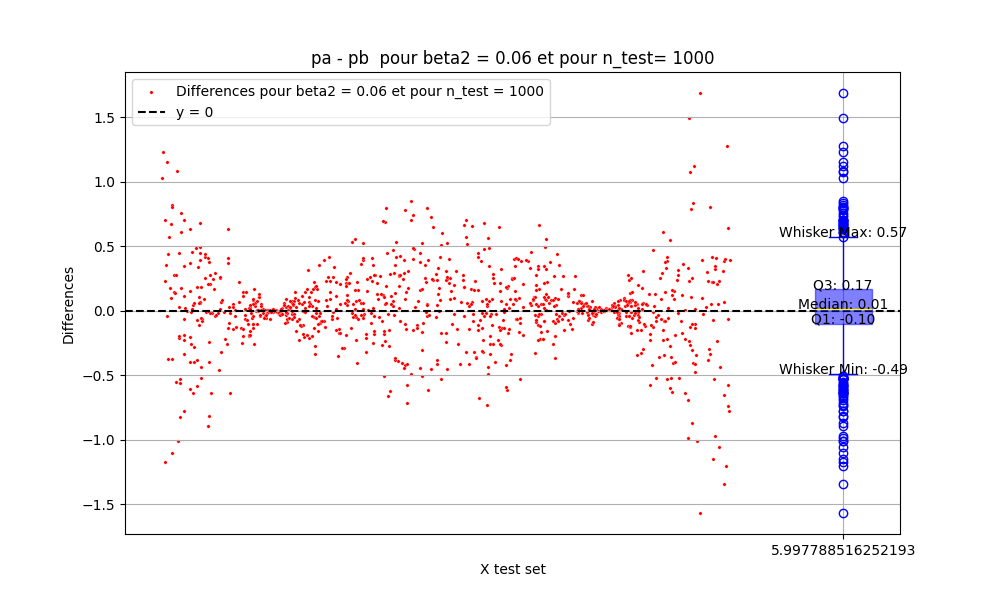 pa - pb  pour beta2 = 0.06 et pour n_test= 1000
Differences pour beta2 = 0.06 et pour n_test = 1000
y = 0
Differences
1.5
1.0
0.5
0.0
−0.5
−1.0
−1.5
Whisker Max: 0.57
Q3: 0.17
Median: 0.01
Q1: -0.10
Whisker Min: -0.49
5.997788516252193
X test set